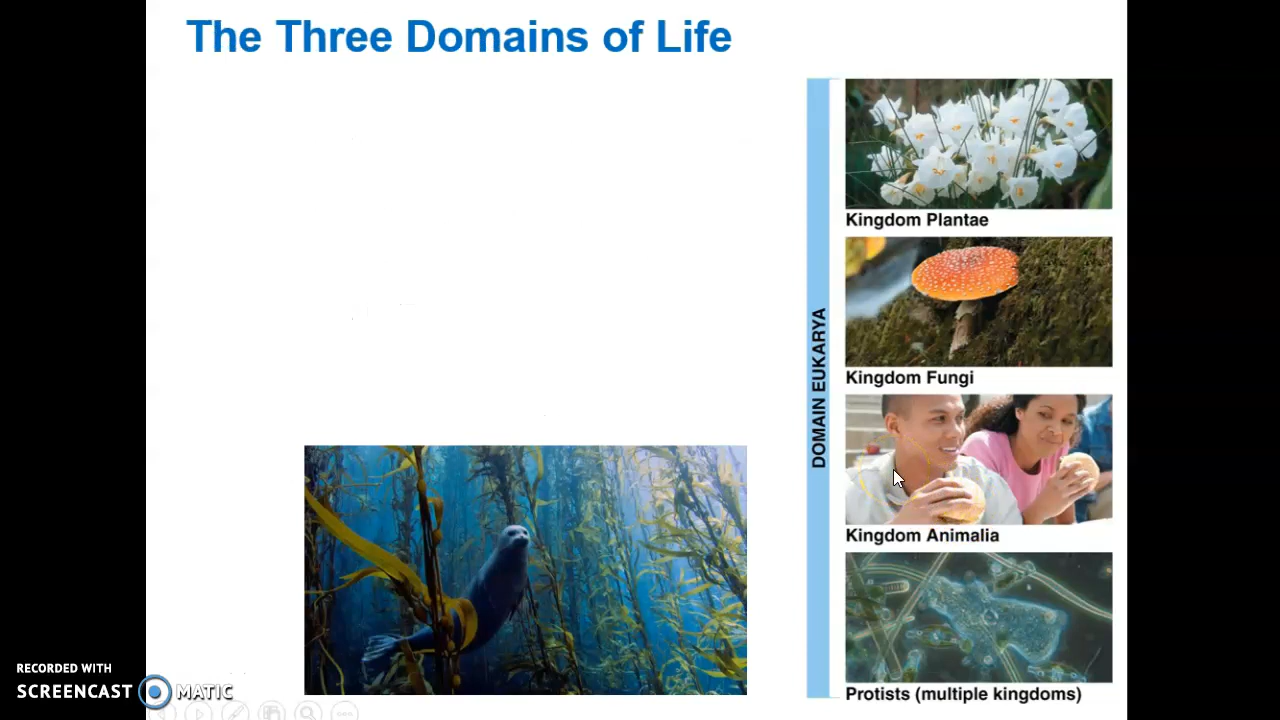 The Three Domains of Life
DOMAIN EUKARYA
Kingdom Plantae
Kingdom Fungi
Kingdom Animalia
Protists (multiple kingdoms)
RECORDED WITH
SCREENCAST MATIC